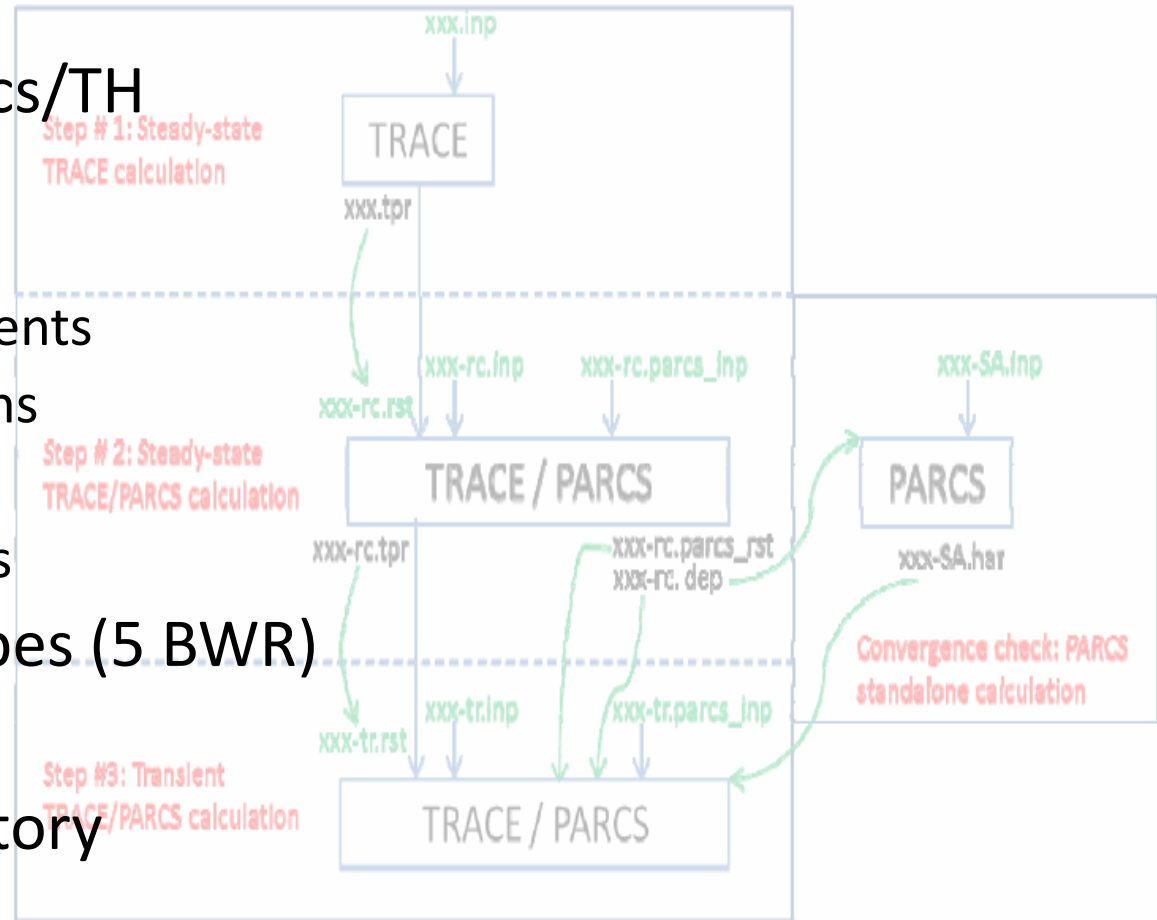 xxx.inp
cs/TH
Step # 1: Steady-state
TRACE calculation
TRACE
xxx.tpr
ents
xxx-rc.inp
xxx-rc.parcs_inp
xxx-SA.inp
ns
xxx-rc.rst
Step # 2: Steady-state
TRACE/PARCS calculation
TRACE / PARCS
PARCS
xxx-rc.tpr
xxx-rc.parcs_rst
xxx-rc. dep
xxx-SA.har
s
pes (5 BWR)
Convergence check: PARCS
standalone calculation
xxx-tr.inp
xxx-tr.parcs_inp
xxx-tr.rst
Step #3: Transient
TRACE/PARCS calculation
TRACE / PARCS
tory